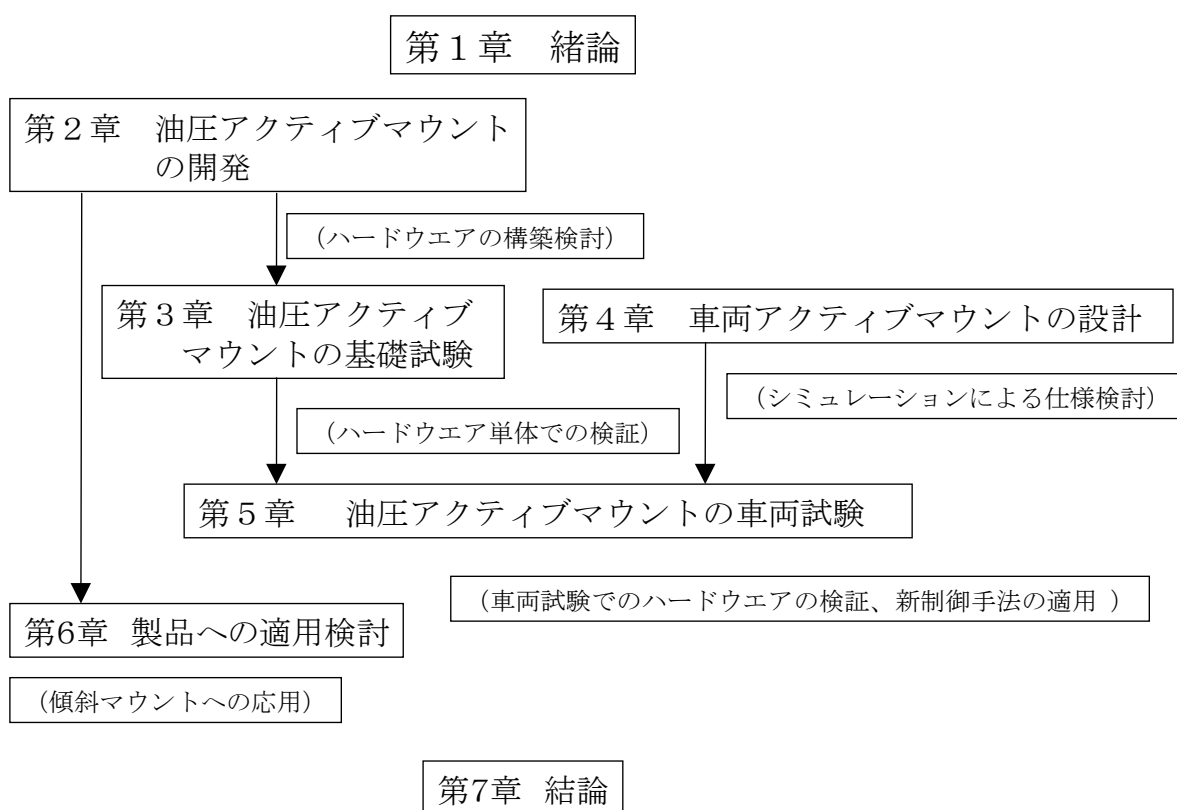 第１章　緒論
第２章　油圧アクティブマウント
の開発
（ハードウエアの構築検討）
第３章　油圧アクティブ
マウントの基礎試験
第４章　車両アクティブマウントの設計
（シミュレーションによる仕様検討）
（ハードウエア単体での検証）
第５章　油圧アクティブマウントの車両試験
（車両試験でのハードウエアの検証、新制御手法の適用 ）
第6章 製品への適用検討
（傾斜マウントへの応用）
第7章 結論